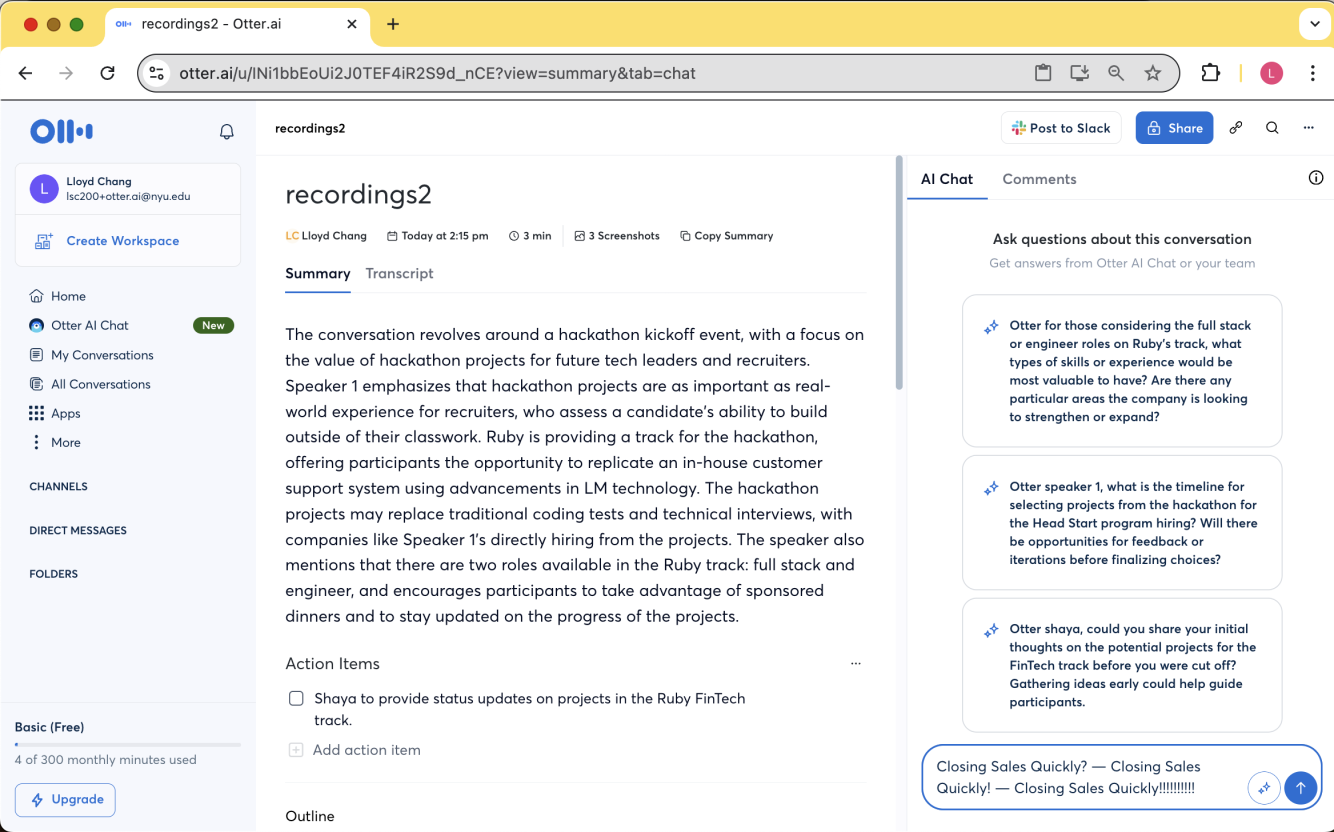 recordings2 - Otter.ai
otter.ai/u/lNi1bbEoUi2J0TEF4iR2S9d_nCE?view=summary&tab=chat
L
L
Lloyd Chang
lsc200+otter.ai@nyu.edu
Create Workspace
Home
Otter AI Chat
New
My Conversations
All Conversations
Apps
More
CHANNELS
DIRECT MESSAGES
FOLDERS
Basic (Free)
4 of 300 monthly minutes used
Upgrade
recordings2
Post to Slack
Share
recordings2
LC Lloyd Chang
Today at 2:15 pm
3 min
3 Screenshots
Copy Summary
Summary
Transcript
The conversation revolves around a hackathon kickoff event, with a focus on
the value of hackathon projects for future tech leaders and recruiters.
Speaker 1 emphasizes that hackathon projects are as important as real-
world experience for recruiters, who assess a candidate's ability to build
outside of their classwork. Ruby is providing a track for the hackathon,
offering participants the opportunity to replicate an in-house customer
support system using advancements in LM technology. The hackathon
projects may replace traditional coding tests and technical interviews, with
companies like Speaker 1's directly hiring from the projects. The speaker also
mentions that there are two roles available in the Ruby track: full stack and
engineer, and encourages participants to take advantage of sponsored
dinners and to stay updated on the progress of the projects.
Action Items
Shaya to provide status updates on projects in the Ruby FinTech
track.
Add action item
Outline
AI Chat
Comments
Ask questions about this conversation
Get answers from Otter AI Chat or your team
Otter for those considering the full stack
or engineer roles on Ruby's track, what
types of skills or experience would be
most valuable to have? Are there any
particular areas the company is looking
to strengthen or expand?
Otter speaker 1, what is the timeline for
selecting projects from the hackathon for
the Head Start program hiring? Will there
be opportunities for feedback or
iterations before finalizing choices?
Otter shaya, could you share your initial
thoughts on the potential projects for the
FinTech track before you were cut off?
Gathering ideas early could help guide
participants.
Closing Sales Quickly? — Closing Sales
Quickly! — Closing Sales Quickly!!!!!!!!!!